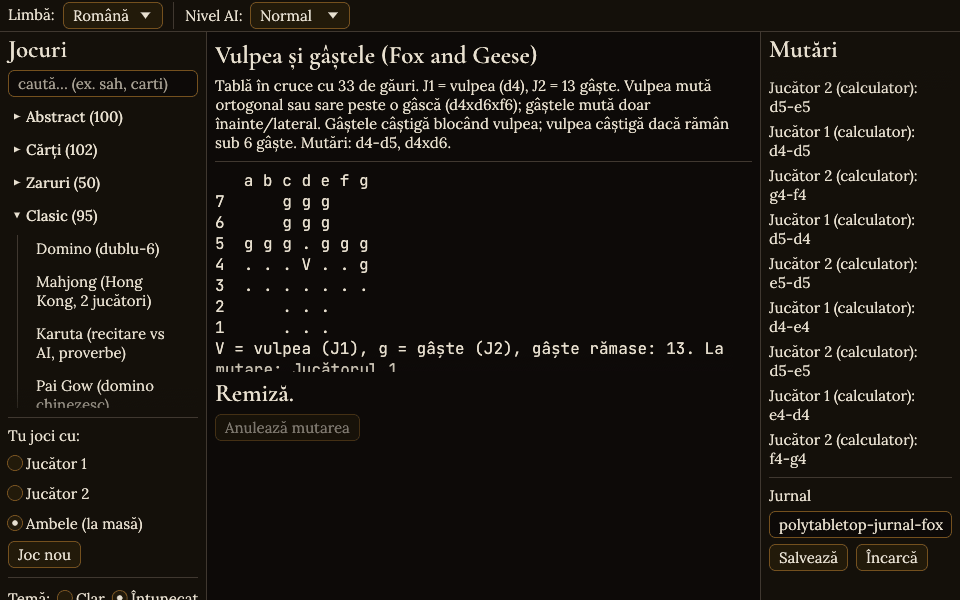 Limbă: Română ▼ Nivel AI: Normal ▼
Jocuri
caută... (ex. sah, carti)
▸ Abstract (100)
▸ Cărți (102)
▸ Zaruri (50)
▾ Clasic (95)
Domino (dublu-6)
Mahjong (Hong
Kong, 2 jucători)
Karuta (recitare vs
AI, proverbe)
Pai Gow (domino
chinezesc)
Tu joci cu:
Jucător 1
Jucător 2
Ambele (la masă)
Joc nou
Temă: Clar Întunecat
Vulpea și gâștele (Fox and Geese)
Tablă în cruce cu 33 de găuri. J1 = vulpea (d4), J2 = 13 gâște. Vulpea mută
ortogonal sau sare peste o gâscă (d4xd6xf6); gâștele mută doar
înainte/lateral. Gâștele câștigă blocând vulpea; vulpea câștigă dacă rămân
sub 6 gâște. Mutări: d4-d5, d4xd6.
a b c d e f g
7 g g g
6 g g g
5 g g g . g g g
4 . . . V . . g
3 . . . . . . .
2 . . .
1 . . .
V = vulpea (J1), g = gâște (J2), gâște rămase: 13. La
mutare: Jucătorul 1
Remiză.
Anulează mutarea
Mutări
Jucător 2 (calculator):
d5-e5
Jucător 1 (calculator):
d4-d5
Jucător 2 (calculator):
g4-f4
Jucător 1 (calculator):
d5-d4
Jucător 2 (calculator):
e5-d5
Jucător 1 (calculator):
d4-e4
Jucător 2 (calculator):
d5-e5
Jucător 1 (calculator):
e4-d4
Jucător 2 (calculator):
f4-g4
Jurnal
polytabletop-jurnal-fox
Salvează Încarcă